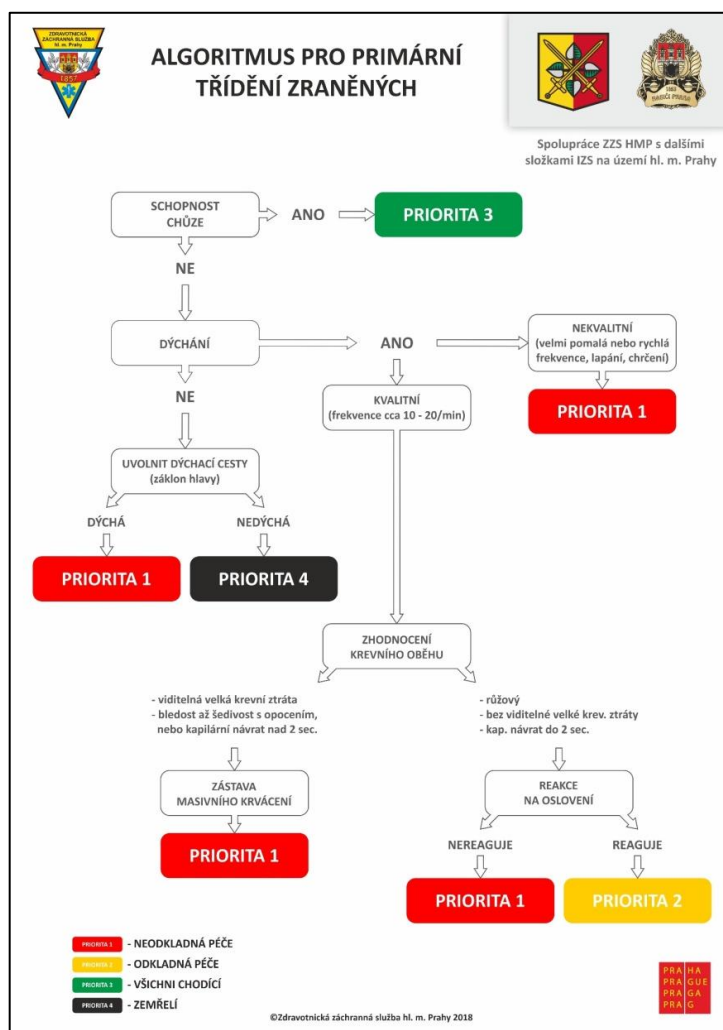 ZDRAVOTNICKÁ
ZÁCHRANNÁ SLUŽBA
hl. m. Prahy
1857
ALGORITMUS PRO PRIMÁRNÍ
TŘÍDĚNÍ ZRANĚNÝCH
Spolupráce ZZS HMP s dalšími
složkami IZS na území hl. m. Prahy
SCHOPNOST
CHŮZE
ANO
PRIORITA 3
NE
DÝCHÁNÍ
ANO
NEKVALITNÍ
(velmi pomalá nebo rychlá
frekvence, lapání, chrčení)
PRIORITA 1
NE
KVALITNÍ
(frekvence cca 10 - 20/min)
UVOLNIT DÝCHACÍ CESTY
(záklon hlavy)
DÝCHÁ
NEDÝCHÁ
PRIORITA 1
PRIORITA 4
ZHODNOCENÍ
KREVNÍHO OBĚHU
- viditelná velká krevní ztráta
- bledost až šedivost s opocením,
nebo kapilární návrat nad 2 sec.
- růžový
- bez viditelné velké krev. ztráty
- kap. návrat do 2 sec.
ZÁSTAVA
MASIVNÍHO KRVÁCENÍ
REAKCE
NA OSLOVENÍ
PRIORITA 1
NEREAGUJE
REAGUJE
PRIORITA 1
PRIORITA 2
PRIORITA 1 - NEODKLADNÁ PÉČE
PRIORITA 2 - ODKLADNÁ PÉČE
PRIORITA 3 - VŠICHNI CHODÍCÍ
PRIORITA 4 - ZEMŘELÍ
©Zdravotnická záchranná služba hl. m. Prahy 2018
PRA HA
PRA GUE
PRA GA
PRA G